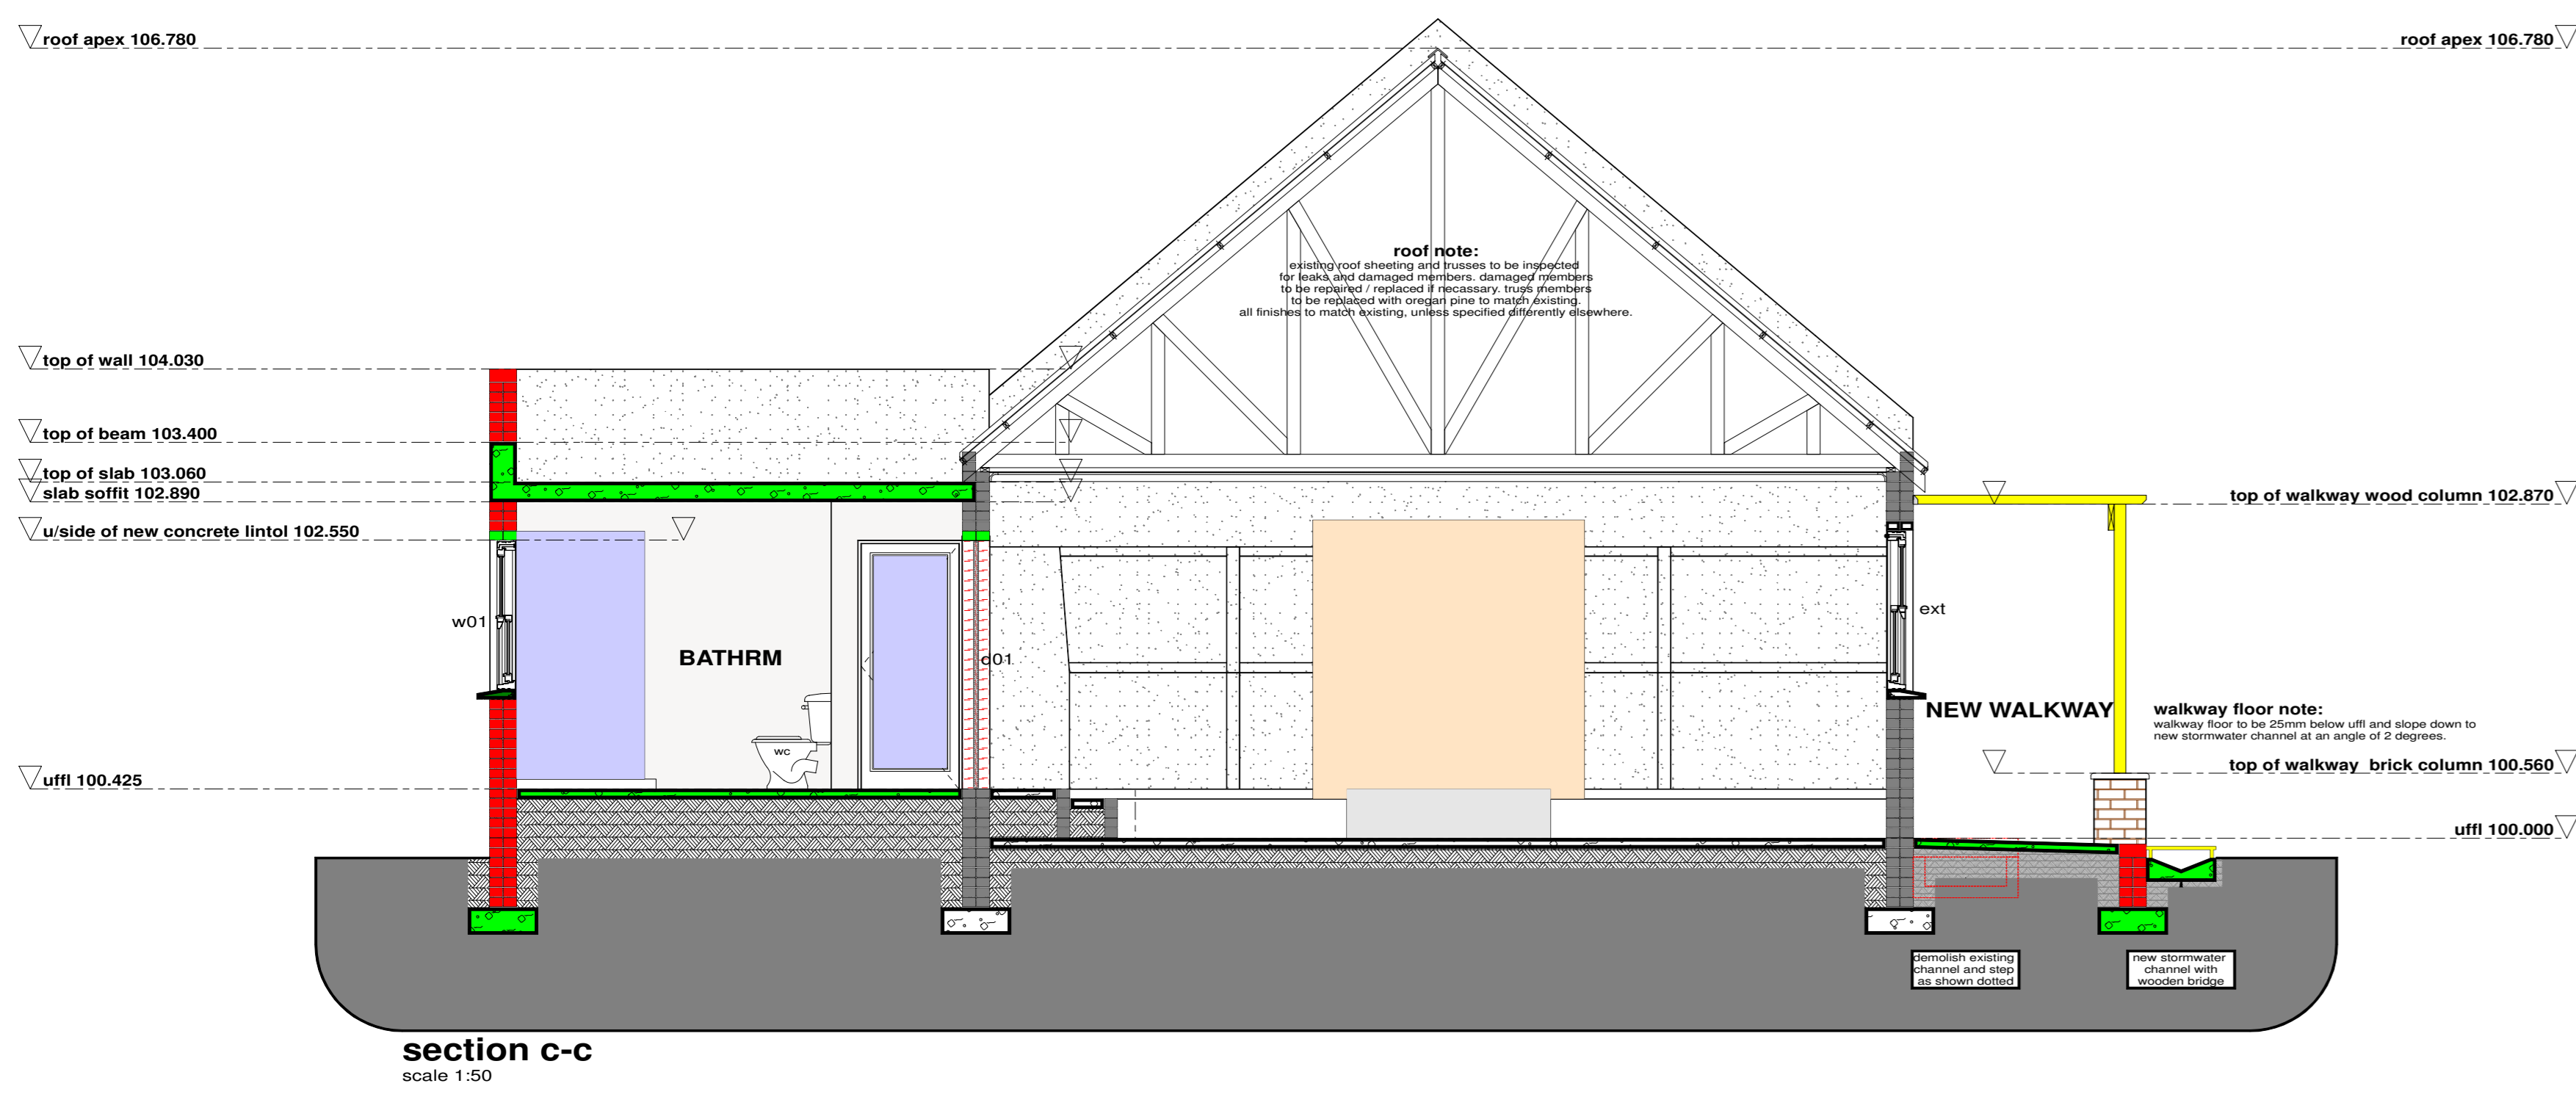 roof apex 106.780
roof apex 106.780
roof note:
existing roof sheeting and trusses to be inspected
for leaks and damaged members. damaged members
to be repaired / replaced if necassary. truss members
to be replaced with oregan pine to match existing.
all finishes to match existing, unless specified differently elsewhere.
top of wall 104.030
top of beam 103.400
top of slab 103.060
slab soffit 102.890
top of walkway wood column 102.870
u/side of new concrete lintol 102.550
w01
ext
BATHRM
d01
NEW WALKWAY
walkway floor note:
walkway floor to be 25mm below uffl and slope down to
new stormwater channel at an angle of 2 degrees.
WC
uffl 100.425
top of walkway brick column 100.560
uffl 100.000
demolish existing
channel and step
as shown dotted
new stormwater
channel with
wooden bridge
section c-c
scale 1:50